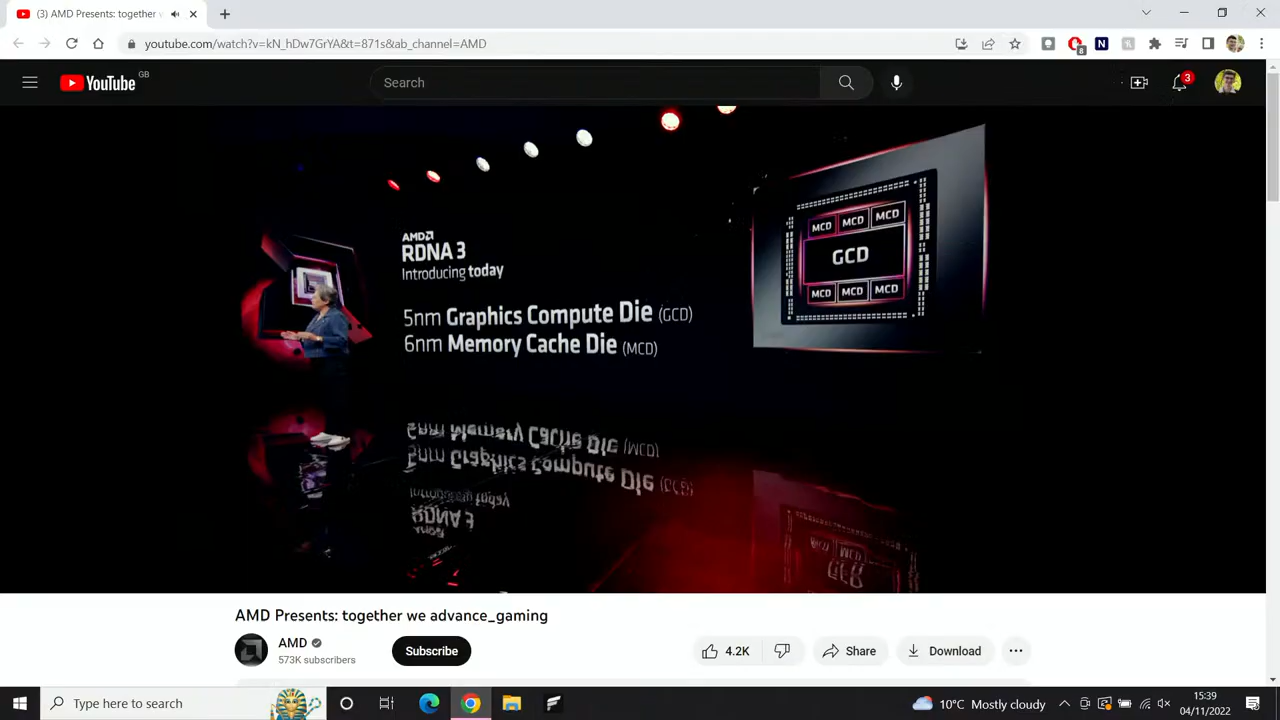 (3) AMD Presents: together w
youtube.com/watch?v=kN_hDw7GrYA&t=871s&ab_channel=AMD
8
N
YouTube
GB
Search
3
AMD
RDNA 3
Introducing today
5nm Graphics Compute Die (GCD)
6nm Memory Cache Die (MCD)
MCD MCD MCD
GCD
MCD MCD MCD
AMD Presents: together we advance_gaming
AMD
573K subscribers
Subscribe
4.2K
Share
Download
Type here to search
10°C Mostly cloudy
15:39
04/11/2022